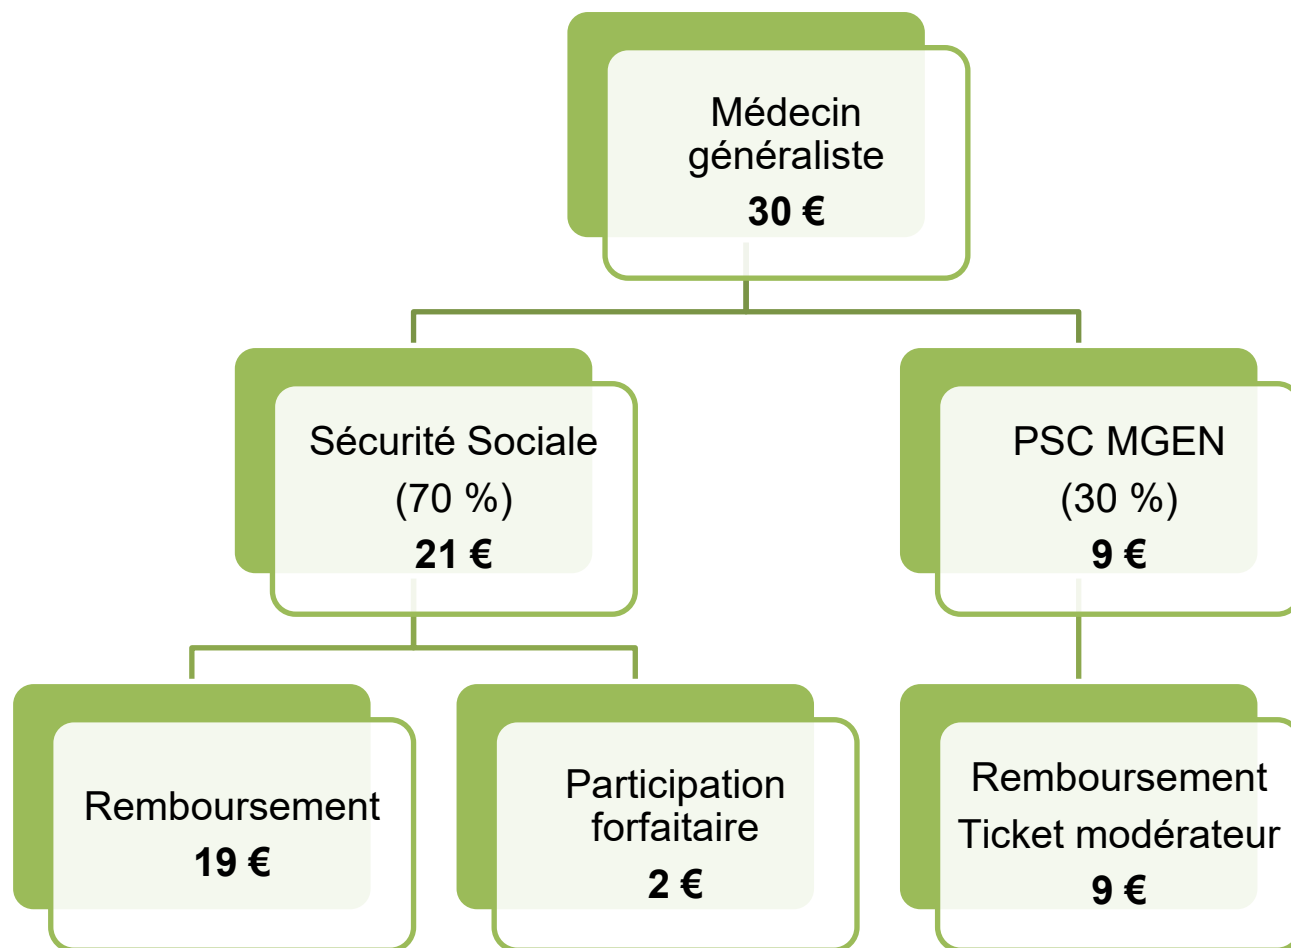 Médecin
généraliste
30 €
Sécurité Sociale
(70 %)
21 €
PSC MGEN
(30 %)
9 €
Remboursement
19 €
Participation
forfaitaire
2 €
Remboursement
Ticket modérateur
9 €